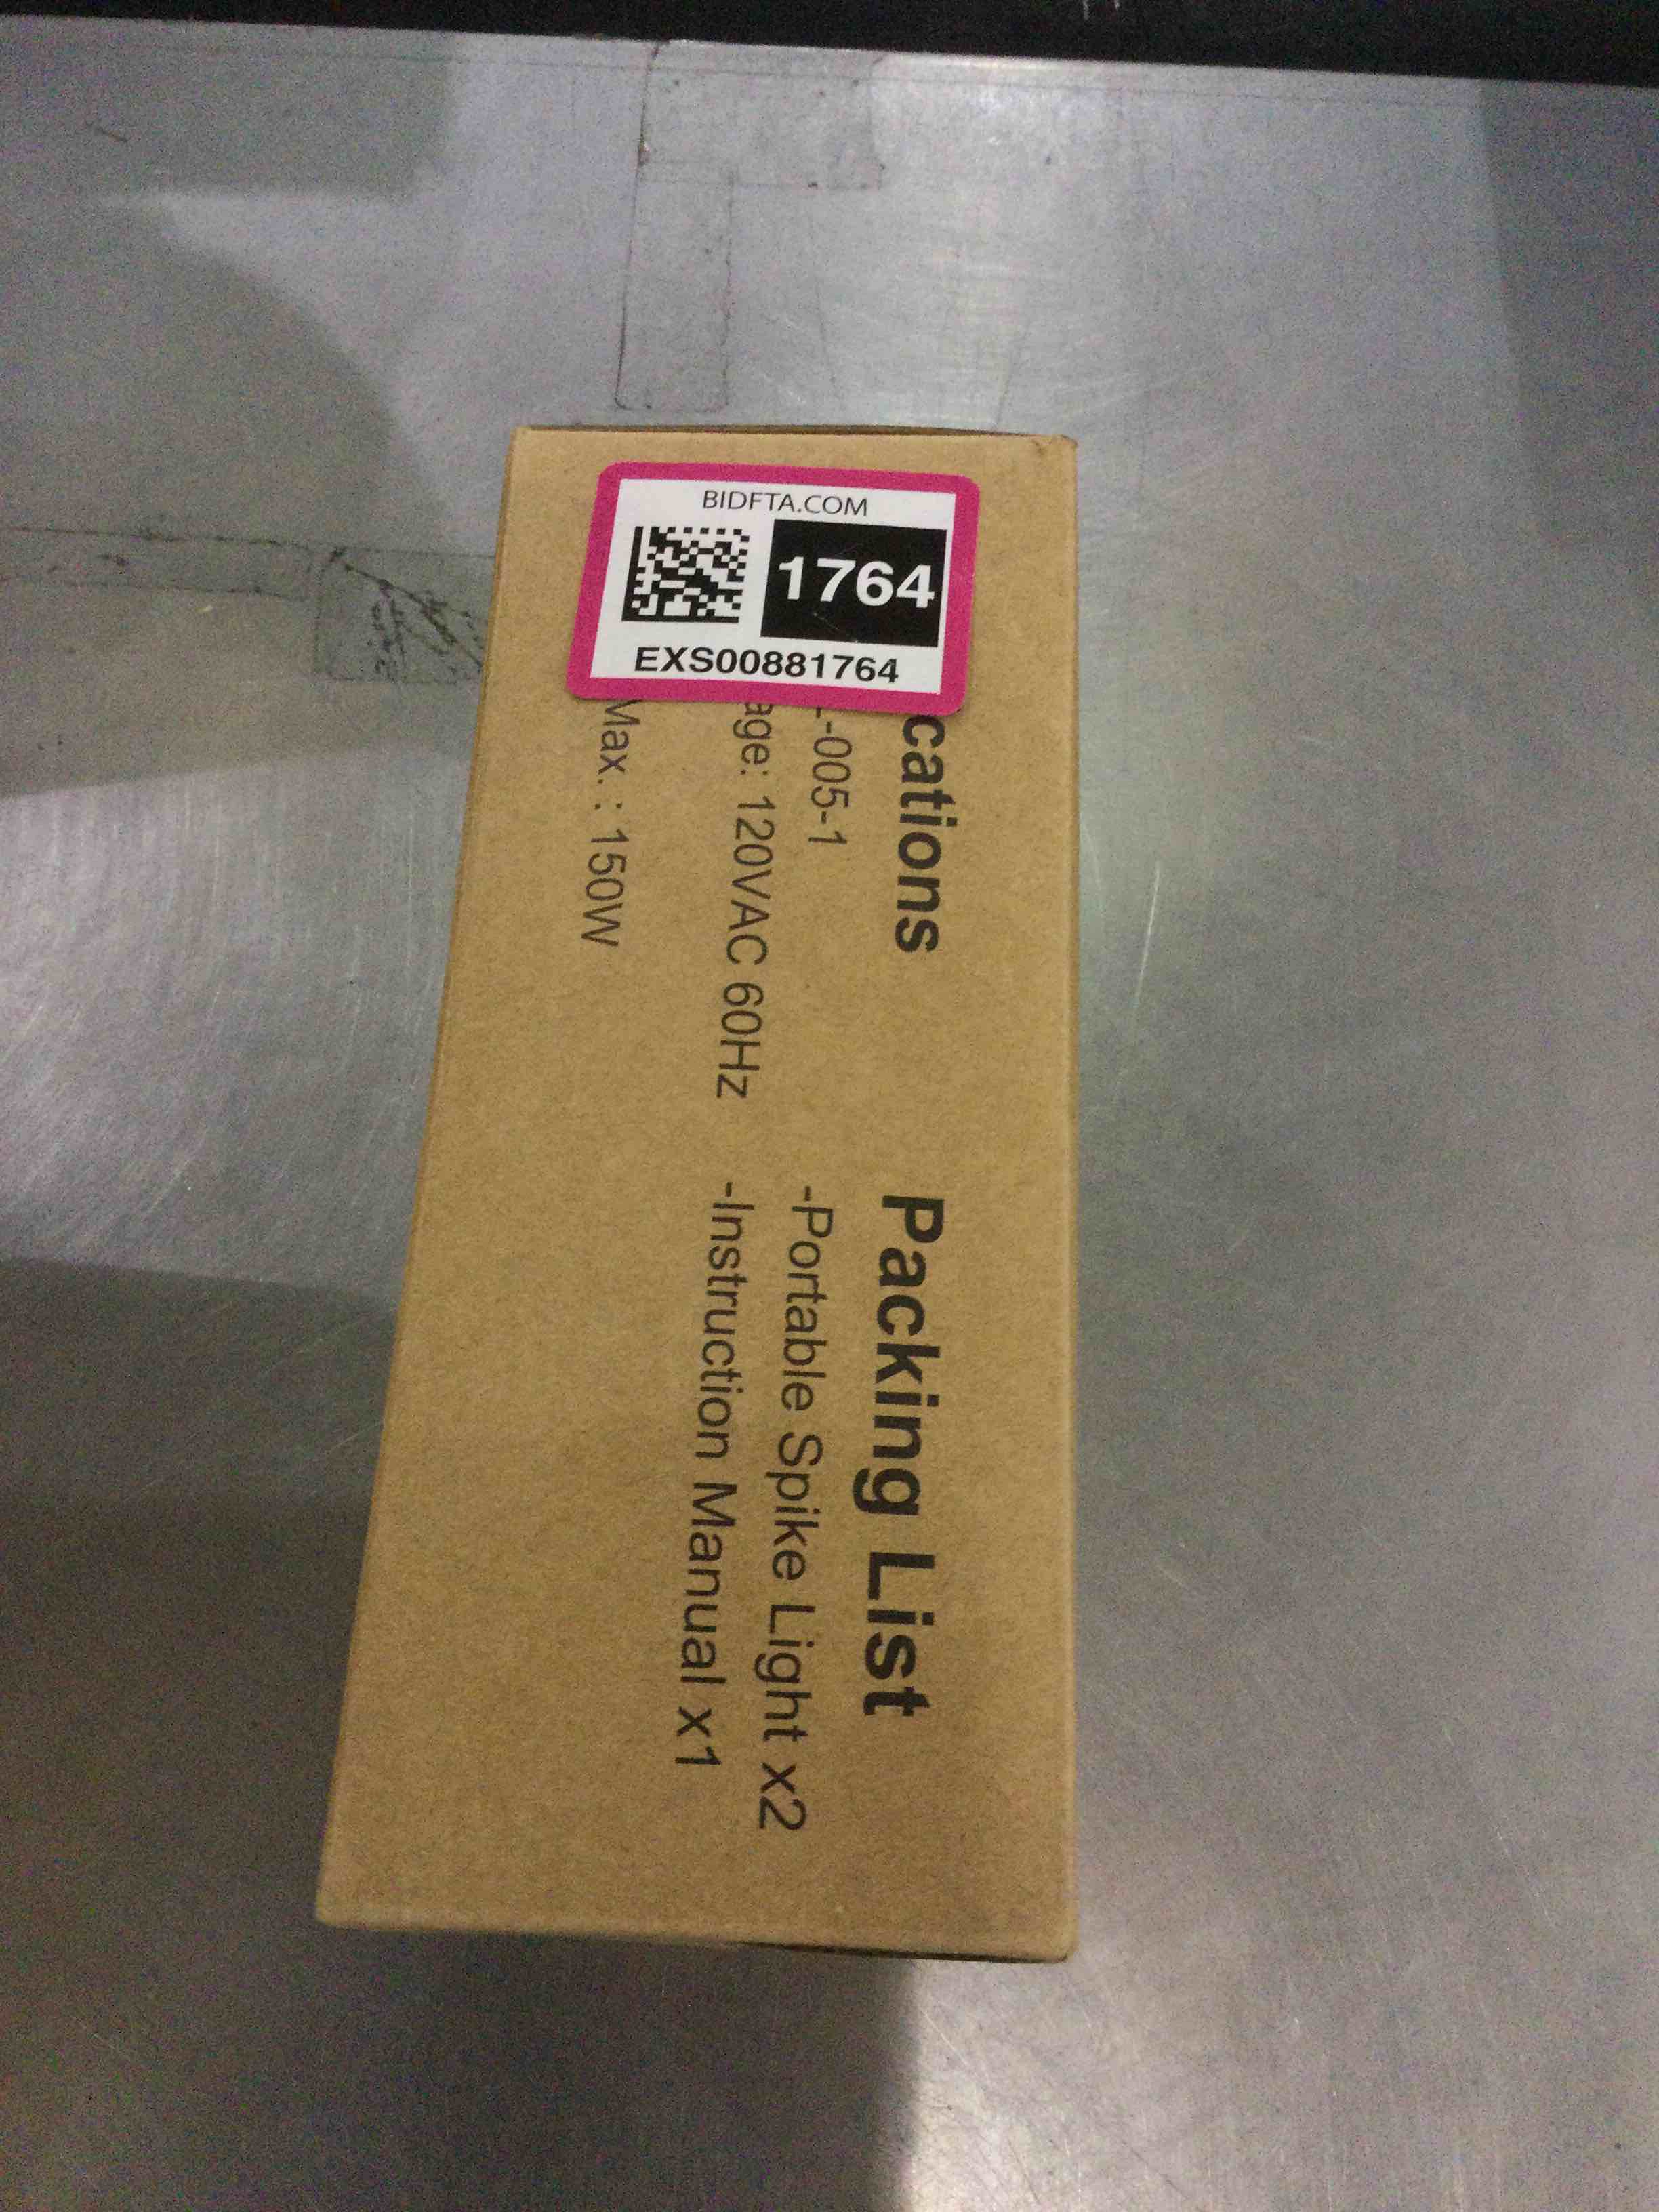 BIDFTA.COM
1764
EXS00881764
cations
-005-1
age: 120VAC 60Hz
Max. : 150W
Packing List
-Portable Spike Light x2
-Instruction Manual x1